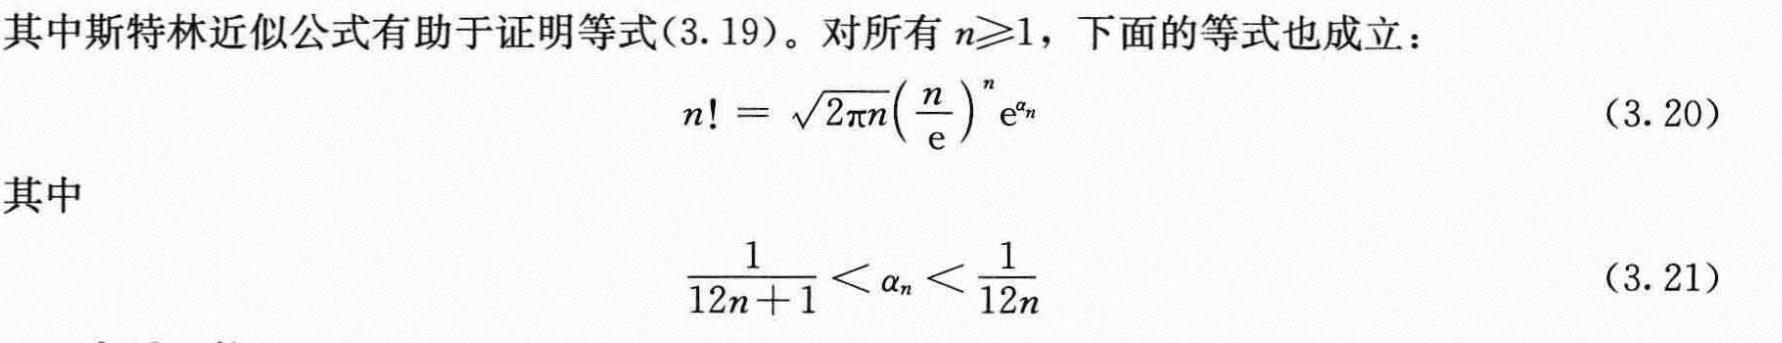 其中斯特林近似公式有助于证明等式(3.19)。对所有 n≥1，下面的等式也成立：
n! = √(2πn)(n/e)^n e^{α_n} (3.20)
其中
1/(12n+1) < α_n < 1/(12n) (3.21)